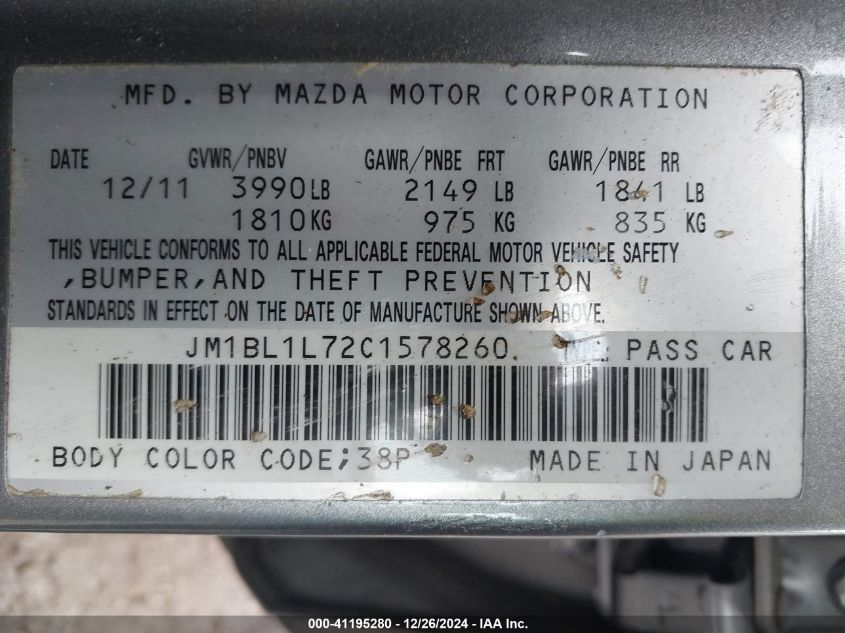 MFD. BY MAZDA MOTOR CORPORATION
DATE GVWR/PNBV GAWR/PNBE FRT GAWR/PNBE RR
12/11 3990LB 2149 LB 1841 LB
1810KG 975 KG 835 KG
THIS VEHICLE CONFORMS TO ALL APPLICABLE FEDERAL MOTOR VEHICLE SAFETY
,BUMPER,AND THEFT PREVENTION
STANDARDS IN EFFECT ON THE DATE OF MANUFACTURE SHOWN ABOVE.
JM1BL1L72C1578260. TYPE: PASS CAR
BODY COLOR CODE;38P MADE IN JAPAN
000-41195280 - 12/26/2024 - IAA Inc.